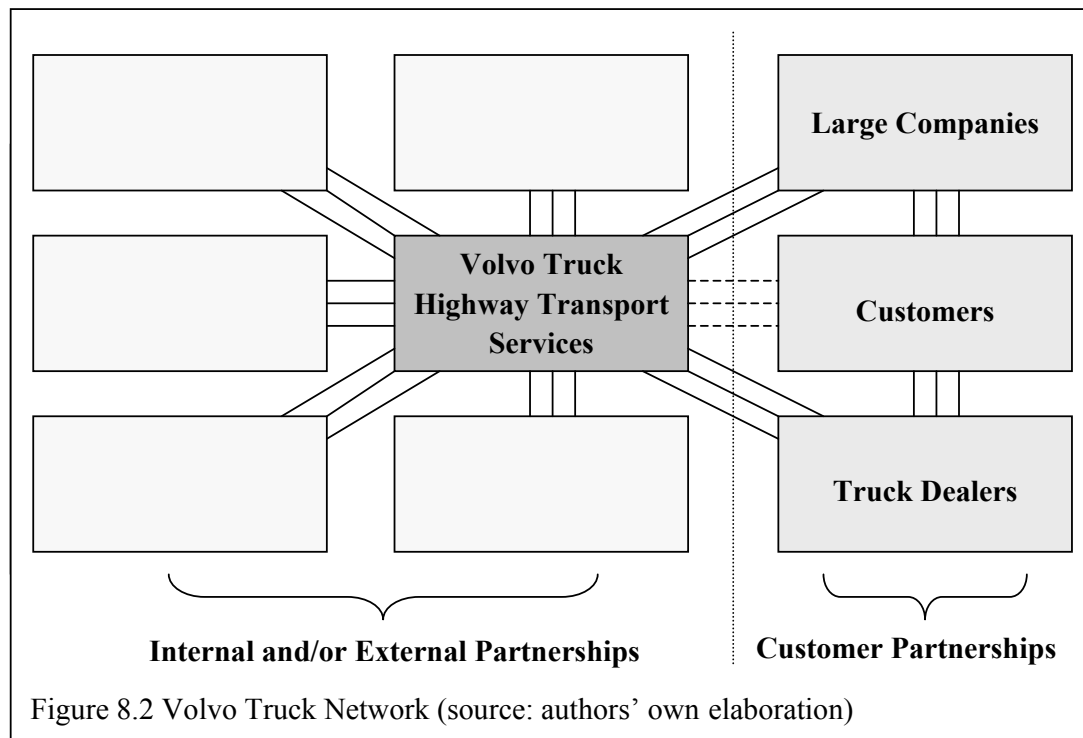 Large Companies
Volvo Truck
Highway Transport
Services
Customers
Truck Dealers
Internal and/or External Partnerships
Customer Partnerships
Figure 8.2 Volvo Truck Network (source: authors’ own elaboration)